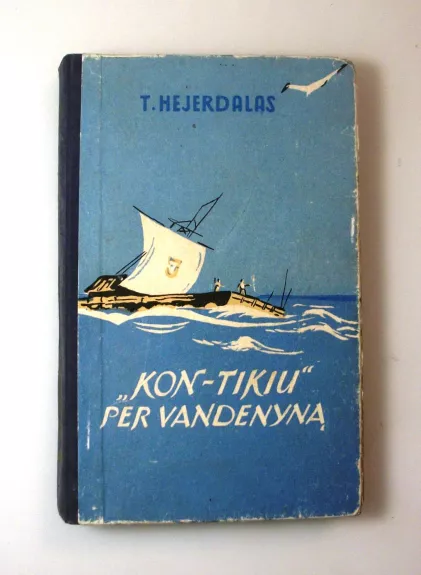 T. HEJERDALAS
„KON-TIKIU“
PER VANDENYNĄ